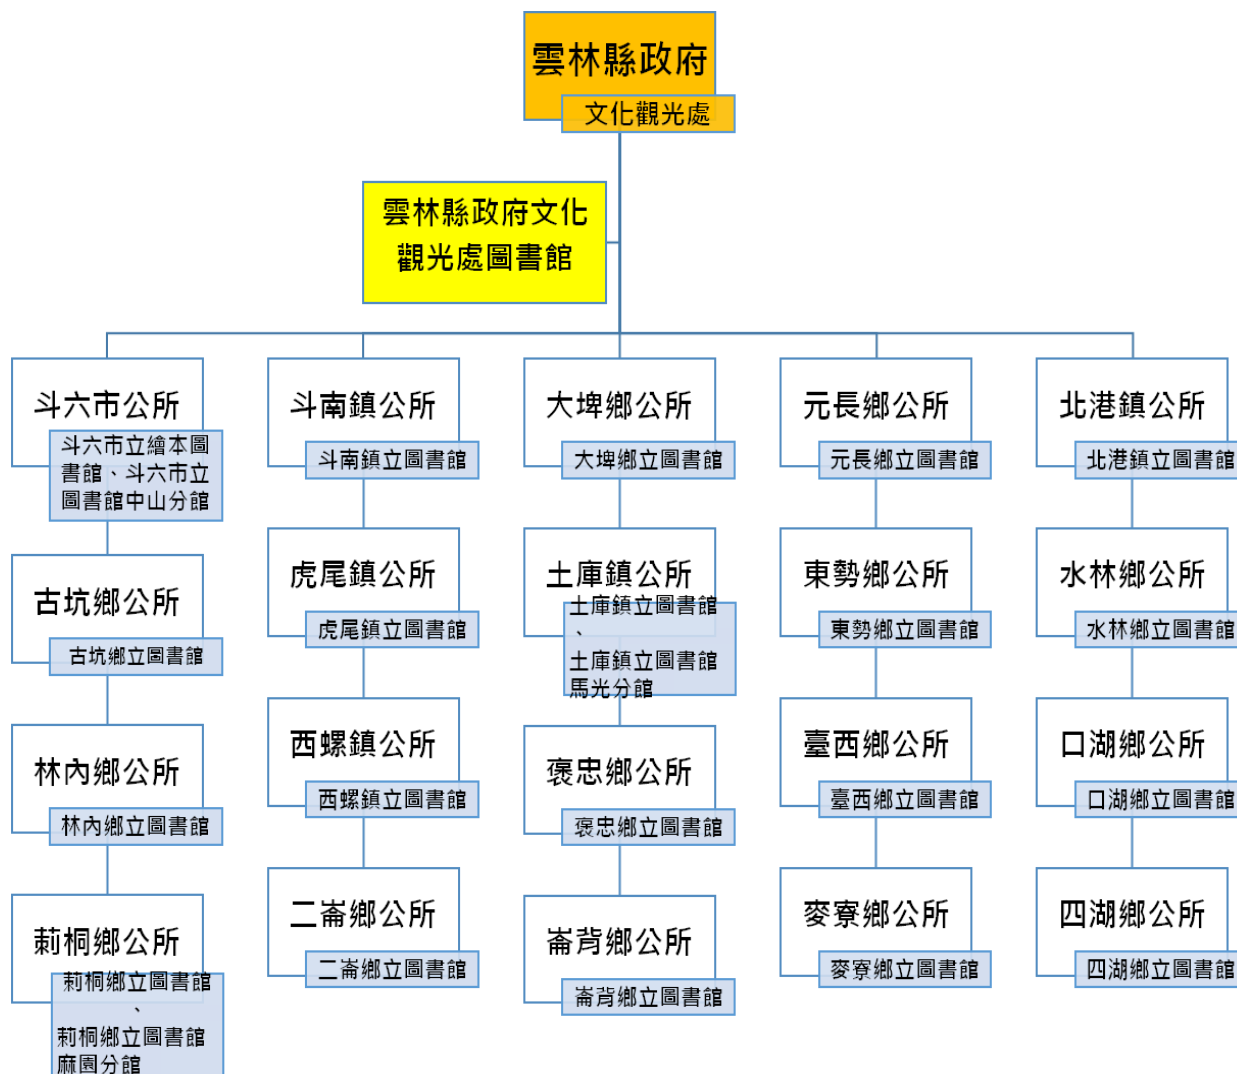 雲林縣政府
文化觀光處
雲林縣政府文化
觀光處圖書館
斗六市公所
斗六市立繪本圖
書館、斗六市立
圖書館中山分館
古坑鄉公所
古坑鄉立圖書館
林內鄉公所
林內鄉立圖書館
莿桐鄉公所
莿桐鄉立圖書館
、
莿桐鄉立圖書館
麻園分館
斗南鎮公所
斗南鎮立圖書館
虎尾鎮公所
虎尾鎮立圖書館
西螺鎮公所
西螺鎮立圖書館
二崙鄉公所
二崙鄉立圖書館
大埤鄉公所
大埤鄉立圖書館
土庫鎮公所
土庫鎮立圖書館
、
土庫鎮立圖書館
馬光分館
褒忠鄉公所
褒忠鄉立圖書館
崙背鄉公所
崙背鄉立圖書館
元長鄉公所
元長鄉立圖書館
東勢鄉公所
東勢鄉立圖書館
臺西鄉公所
臺西鄉立圖書館
麥寮鄉公所
麥寮鄉立圖書館
北港鎮公所
北港鎮立圖書館
水林鄉公所
水林鄉立圖書館
口湖鄉公所
口湖鄉立圖書館
四湖鄉公所
四湖鄉立圖書館